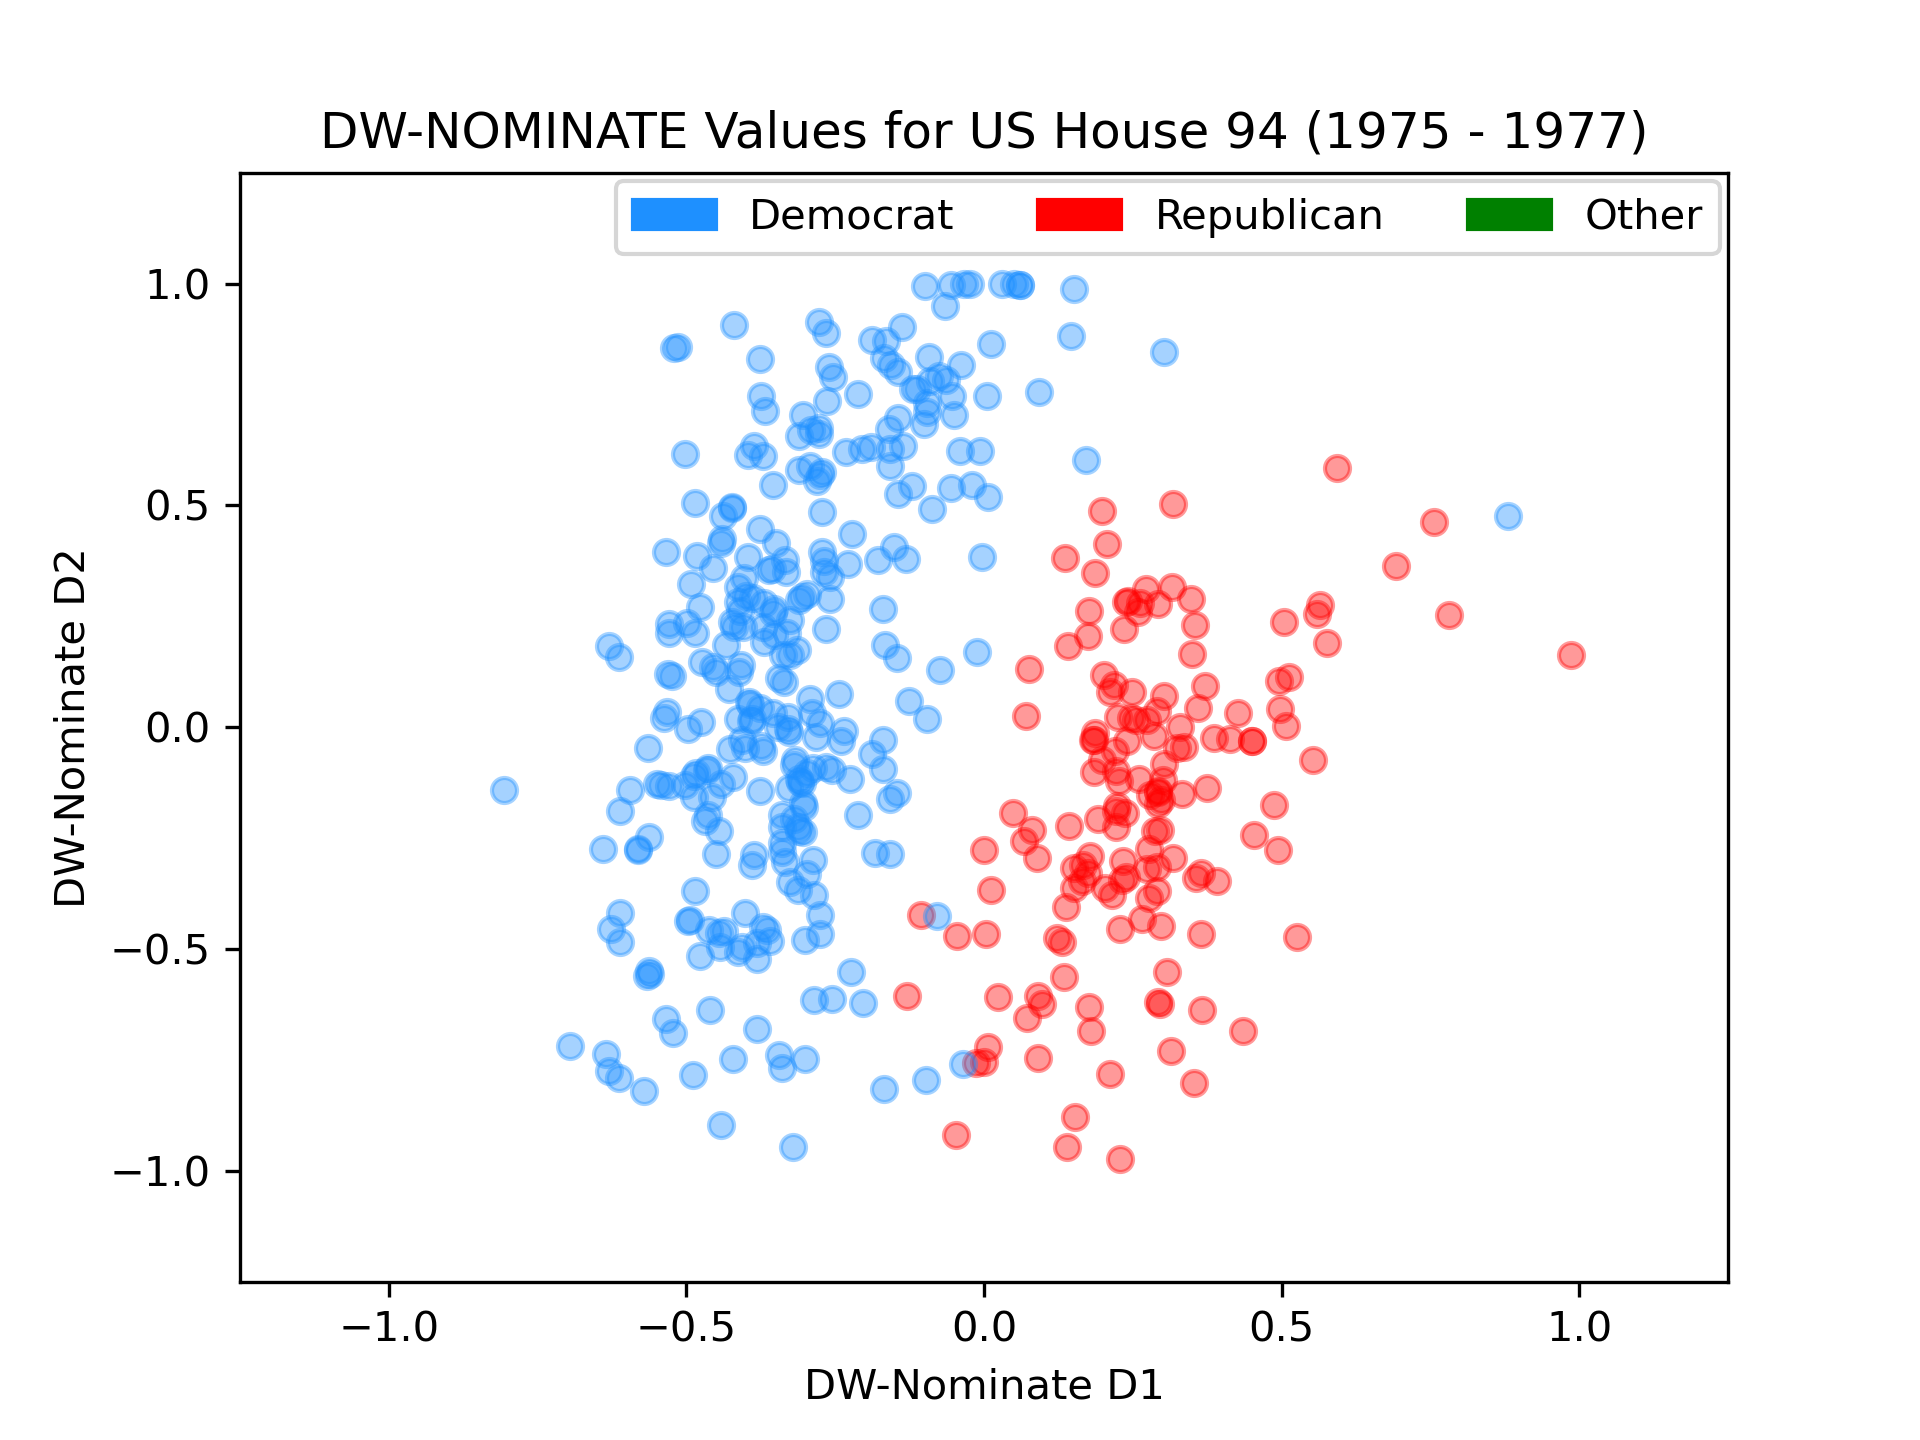 DW-NOMINATE Values for US House 94 (1975 - 1977)
Democrat Republican Other
1.0
0.5
0.0
−0.5
−1.0
DW-Nominate D2
−1.0 −0.5 0.0 0.5 1.0
DW-Nominate D1